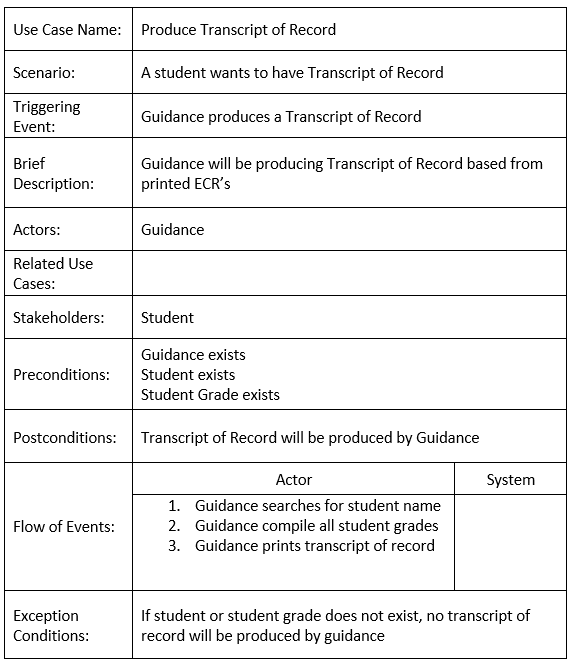 Use Case Name: Produce Transcript of Record
Scenario: A student wants to have Transcript of Record
Triggering
Event:
Guidance produces a Transcript of Record
Brief
Description:
Guidance will be producing Transcript of Record based from
printed ECR’s
Actors: Guidance
Related Use
Cases:
Stakeholders: Student
Preconditions:
Guidance exists
Student exists
Student Grade exists
Postconditions: Transcript of Record will be produced by Guidance
Flow of Events:
Actor System
1. Guidance searches for student name
2. Guidance compile all student grades
3. Guidance prints transcript of record
Exception
Conditions:
If student or student grade does not exist, no transcript of
record will be produced by guidance